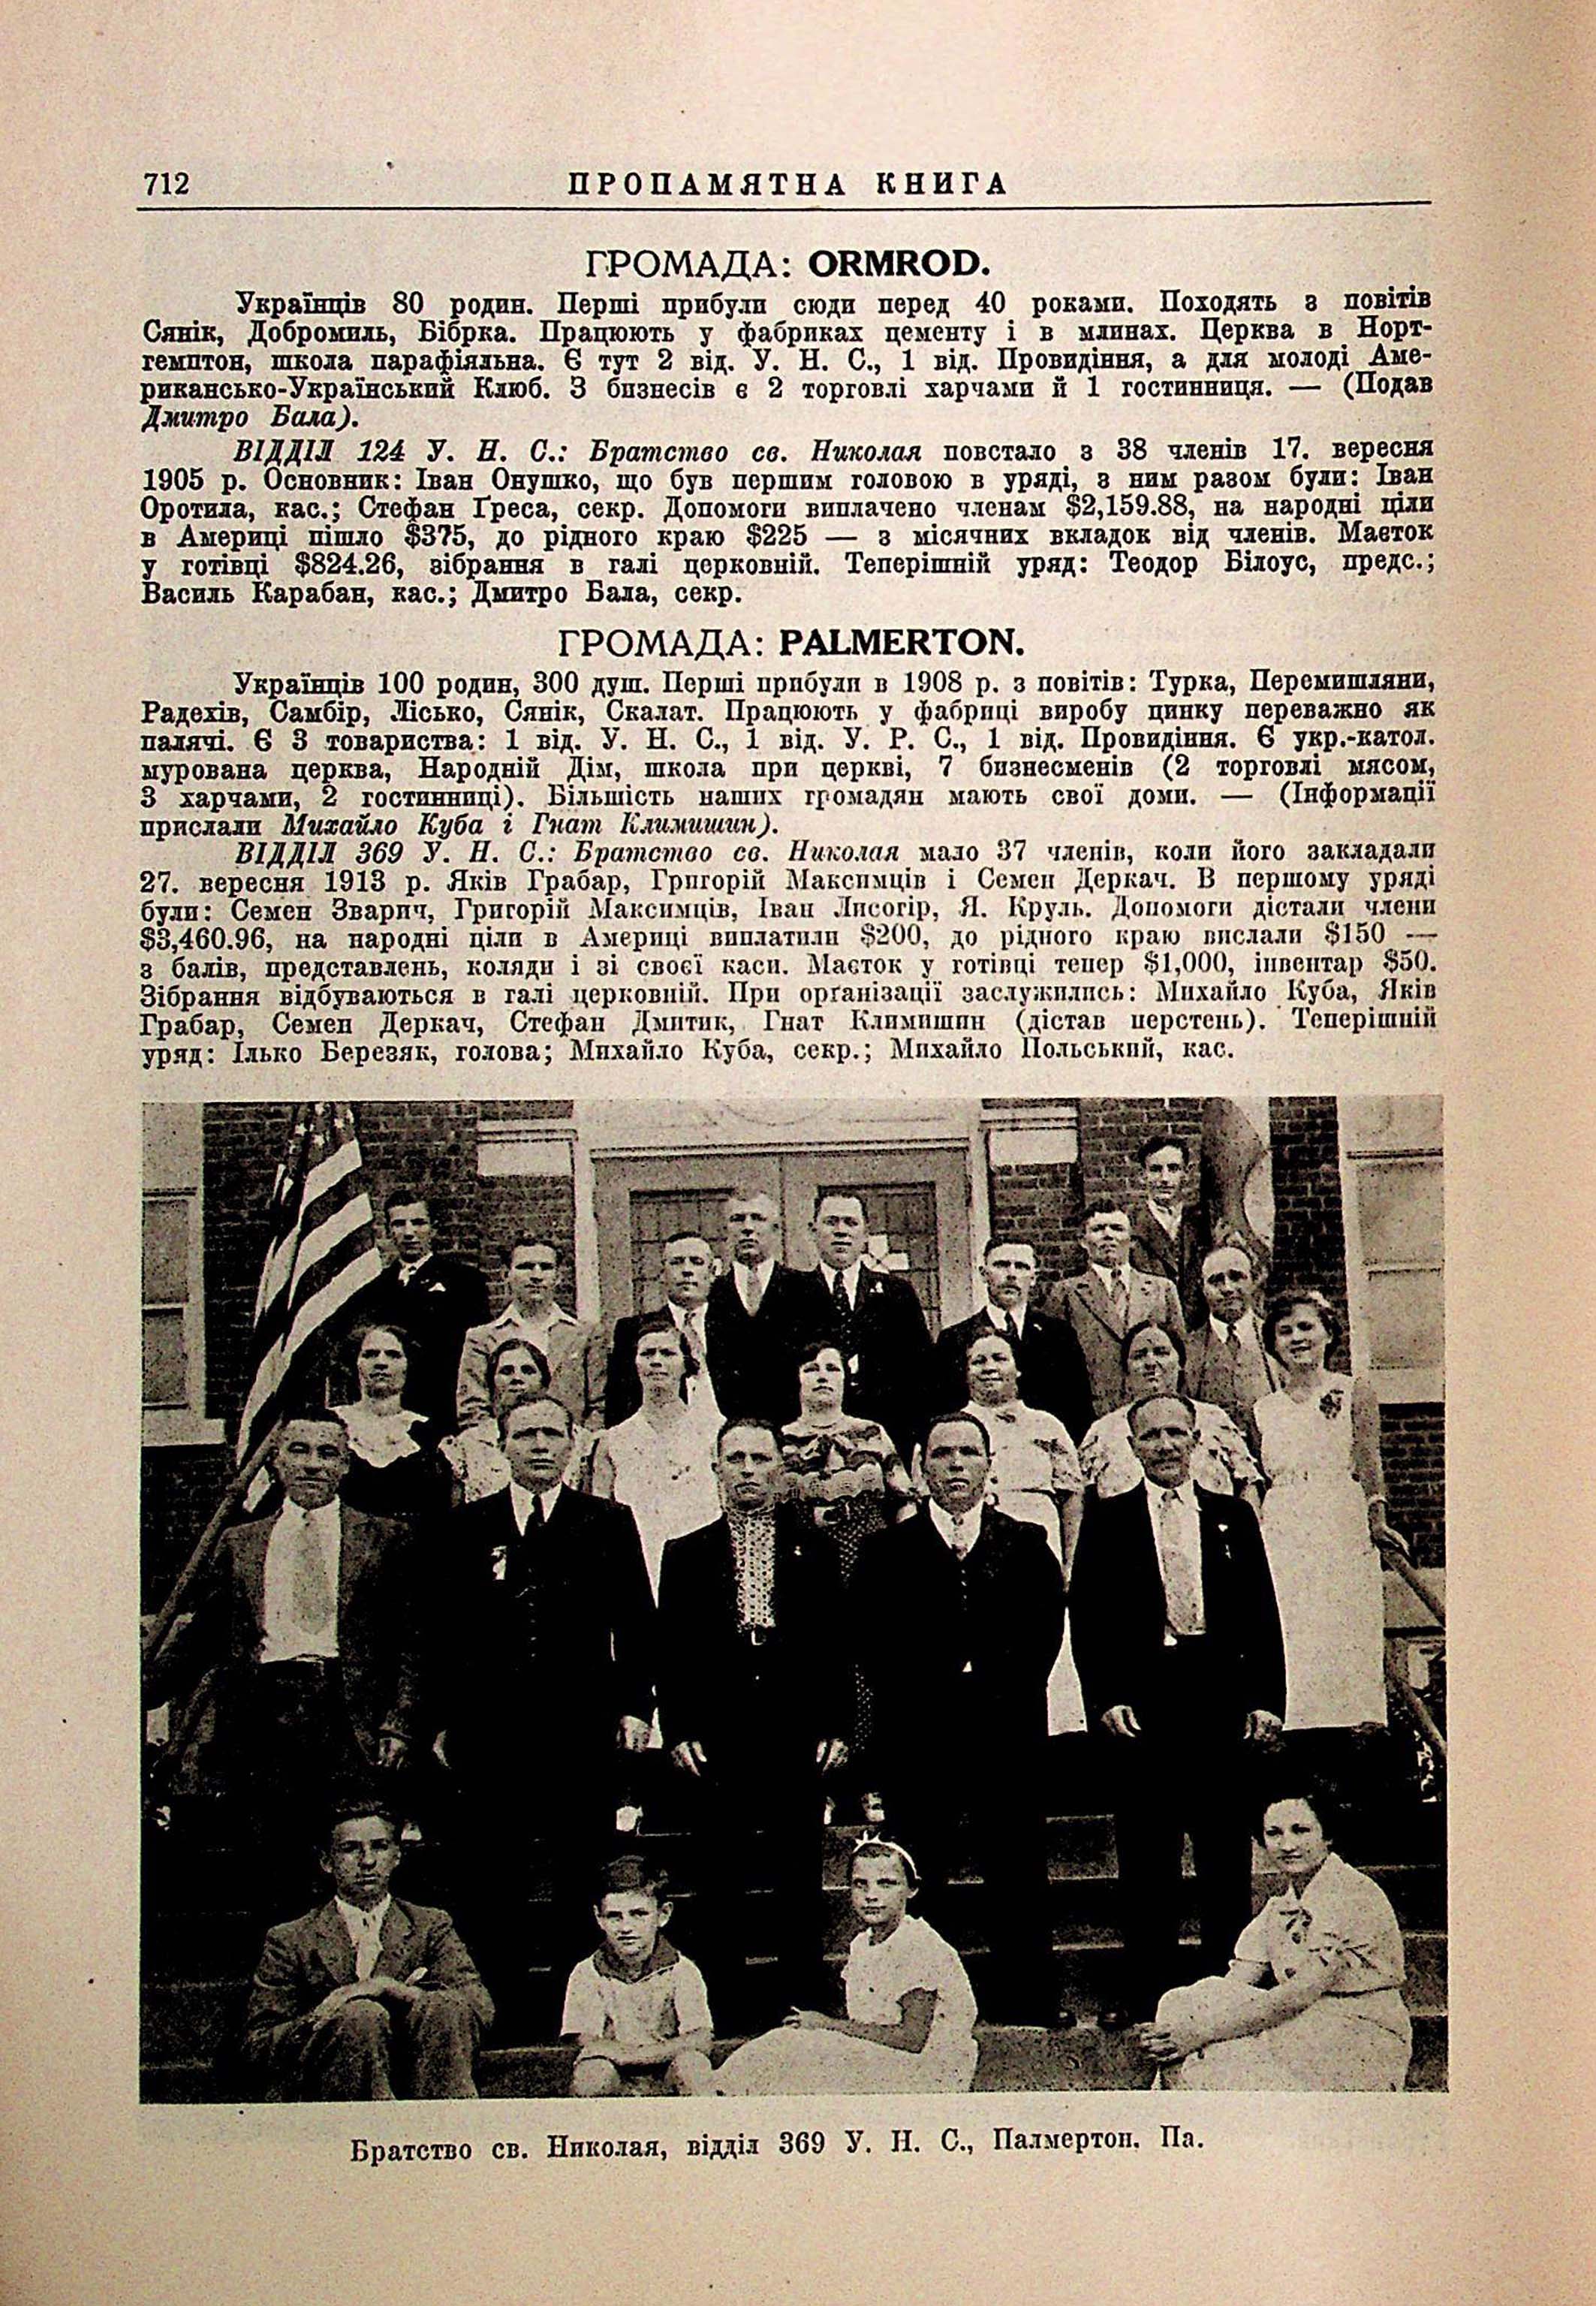 712
ПРОПАМЯТНА КНИГА
ГРОМАДА: ORMROD.
Українців 80 родин. Перші прибули сюди перед 40 роками. Походять з повітів
Сянік, Добромиль, Бібрка. Працюють у фабриках цементу і в млинах. Церква в Норт-
гемптон, школа парафіяльна. Є тут 2 від. У. Н. С., 1 від. Провидіння, а для молоді Аме-
рикансько-Український Клюб. З бизнесів є 2 торговлі харчами й 1 гостинниця. — (Подав
Дмитро Бала).
ВІДДІЛ 124 У. Н. С.: Братство св. Николая повстало з 38 членів 17. вересня
1905 р. Основник: Іван Онушко, що був першим головою в уряді, з ним разом були: Іван
Оротила, кас.; Стефан Ґреса, секр. Допомоги виплачено членам $2,159.88, на народні ціли
в Америці пішло $375, до рідного краю $225 — з місячних вкладок від членів. Маєток
у готівці $824.26, зібрання в галі церковній. Теперішній уряд: Теодор Білоус, предс.;
Василь Карабан, кас.; Дмитро Бала, секр.
ГРОМАДА: PALMERTON.
Українців 100 родин, 300 душ. Перші прибули в 1908 р. з повітів: Турка, Перемишляни,
Радехів, Самбір, Лісько, Сянік, Скалат. Працюють у фабриці виробу цинку переважно як
палячі. Є 3 товариства: 1 від. У. Н. С., 1 від. У. Р. С., 1 від. Провидіння. Є укр.-катол.
мурована церква, Народній Дім, школа при церкві, 7 бизнесменів (2 торговлі мясом,
3 харчами, 2 гостинниці). Більшість наших громадян мають свої доми. — (Інформації
прислали Михайло Куба і Гнат Климишин).
ВІДДІЛ 369 У. Н. С.: Братство св. Николая мало 37 членів, коли його закладали
27. вересня 1913 р. Яків Грабар, Григорій Максимців і Семен Деркач. В першому уряді
були: Семен Зварич, Григорій Максимців, Іван Лисогір, Я. Круль. Допомоги дістали члени
$3,460.96, на народні ціли в Америці виплатили $200, до рідного краю вислали $150 —
з балів, представлень, коляди і зі своєї каси. Маєток у готівці тепер $1,000, інвентар $50.
Зібрання відбуваються в галі церковній. При орґанізації заслужились: Михайло Куба, Яків
Грабар, Семен Деркач, Стефан Дмитик, Гнат Климишин (дістав перстень). Теперішній
уряд: Ілько Березяк, голова; Михайло Куба, секр.; Михайло Польський, кас.
Братство св. Николая, відділ 369 У. Н. С., Палмертон. Па.